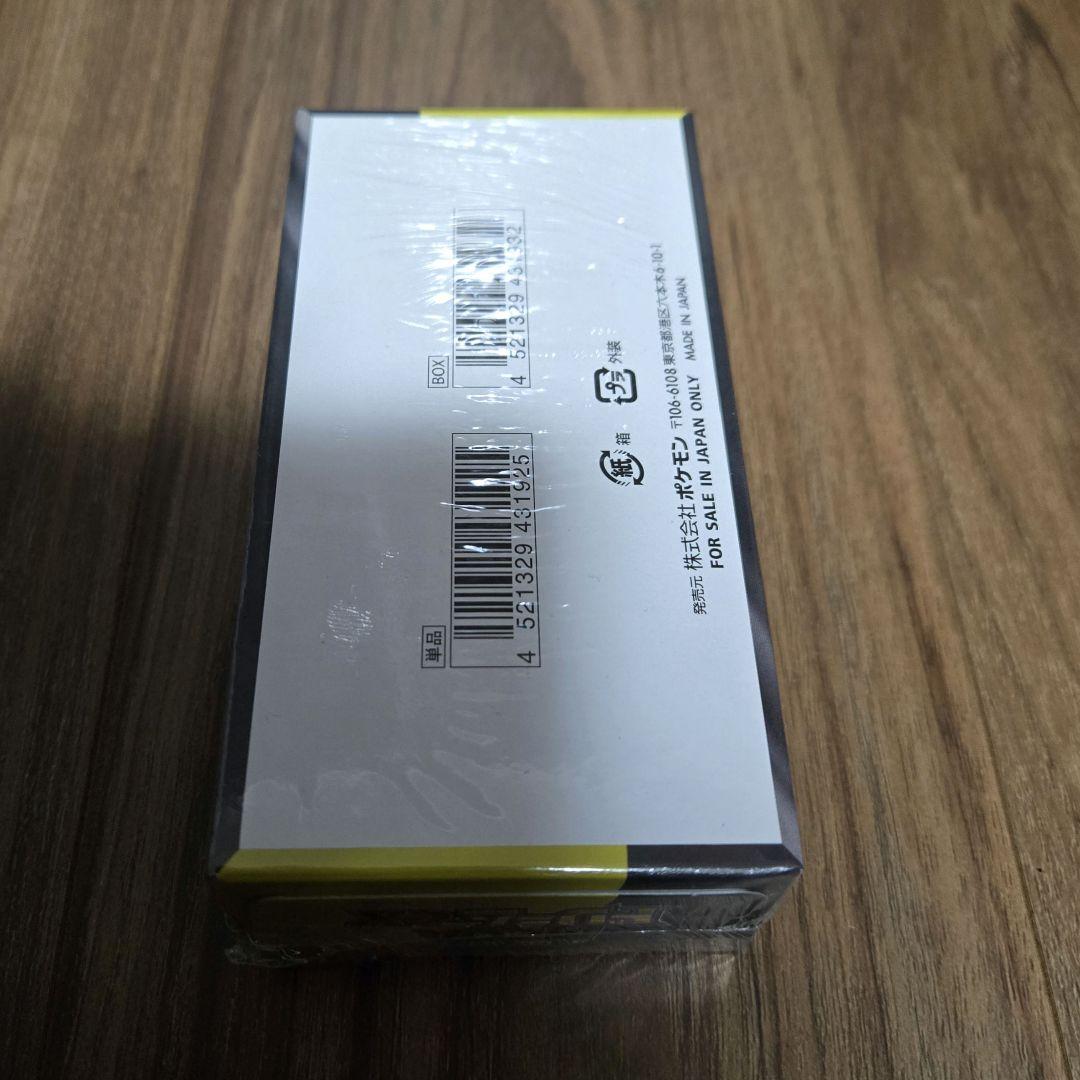 単品
4 521329 431925
BOX
4 521329 431332
紙 箱
プラ 外装
発売元 株式会社 ポケモン 〒106-6108 東京都港区六本木6-10-1
FOR SALE IN JAPAN ONLY MADE IN JAPAN